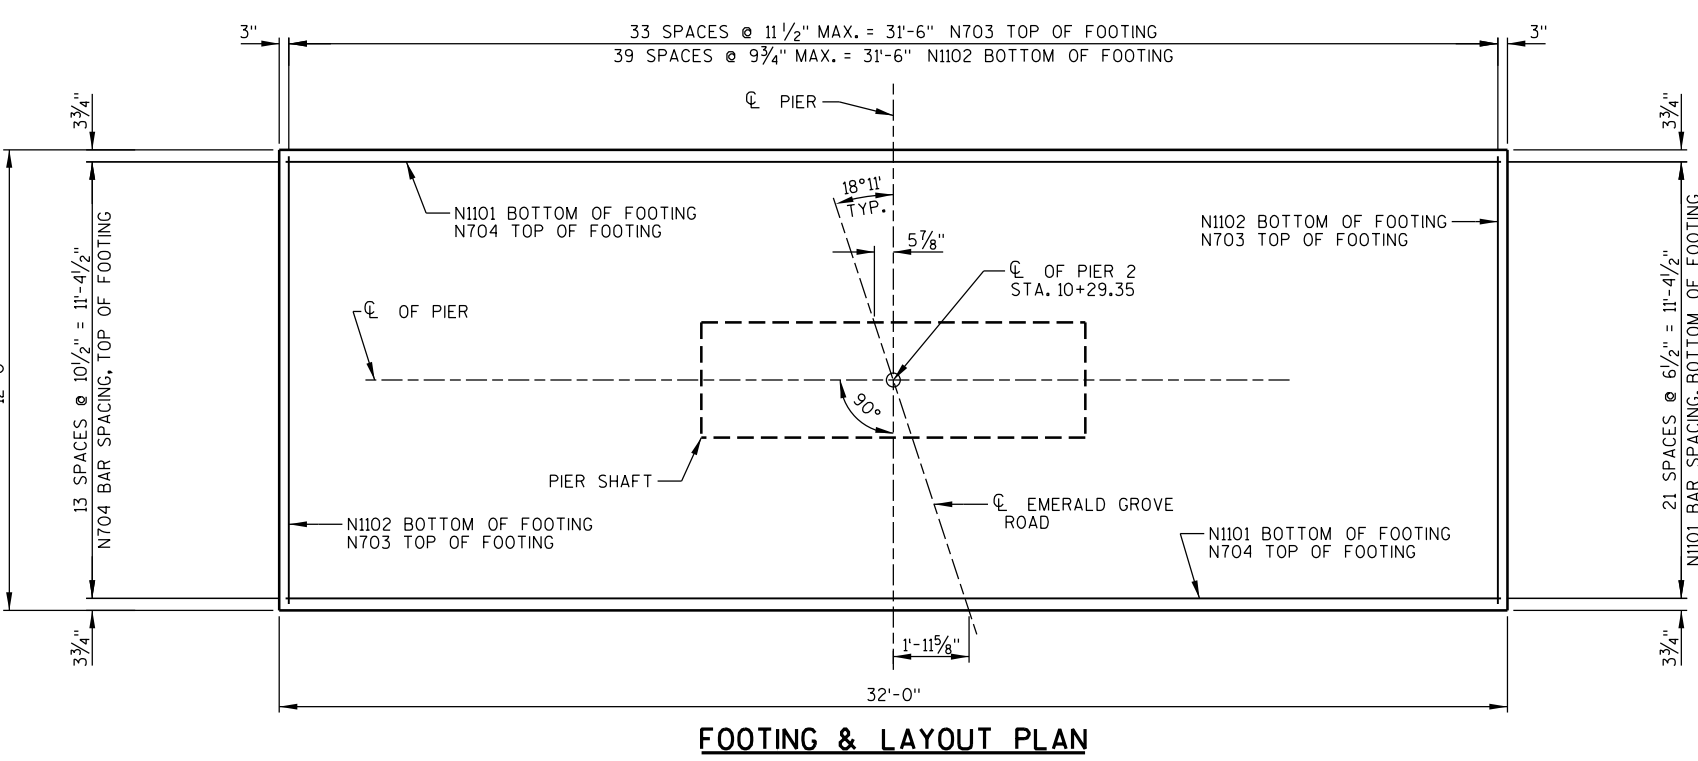 3"
33 SPACES @ 11 1/2" MAX. = 31'-6" N703 TOP OF FOOTING
3"
39 SPACES @ 9 3/4" MAX. = 31'-6" N1102 BOTTOM OF FOOTING
℄ PIER
3 3/4"
3 3/4"
18°11'
TYP.
N1101 BOTTOM OF FOOTING
N704 TOP OF FOOTING
N1102 BOTTOM OF FOOTING
N703 TOP OF FOOTING
5 7/8"
℄ OF PIER 2
STA. 10+29.35
℄ OF PIER
13 SPACES @ 10 1/2" = 11'-4 1/2"
N704 BAR SPACING, TOP OF FOOTING
21 SPACES @ 6 1/2" = 11'-4 1/2"
N1101 BAR SPACING, BOTTOM OF FOOTING
90°
PIER SHAFT
℄ EMERALD GROVE
ROAD
N1102 BOTTOM OF FOOTING
N703 TOP OF FOOTING
N1101 BOTTOM OF FOOTING
N704 TOP OF FOOTING
3 3/4"
3 3/4"
1'-11 5/8"
32'-0"
FOOTING & LAYOUT PLAN